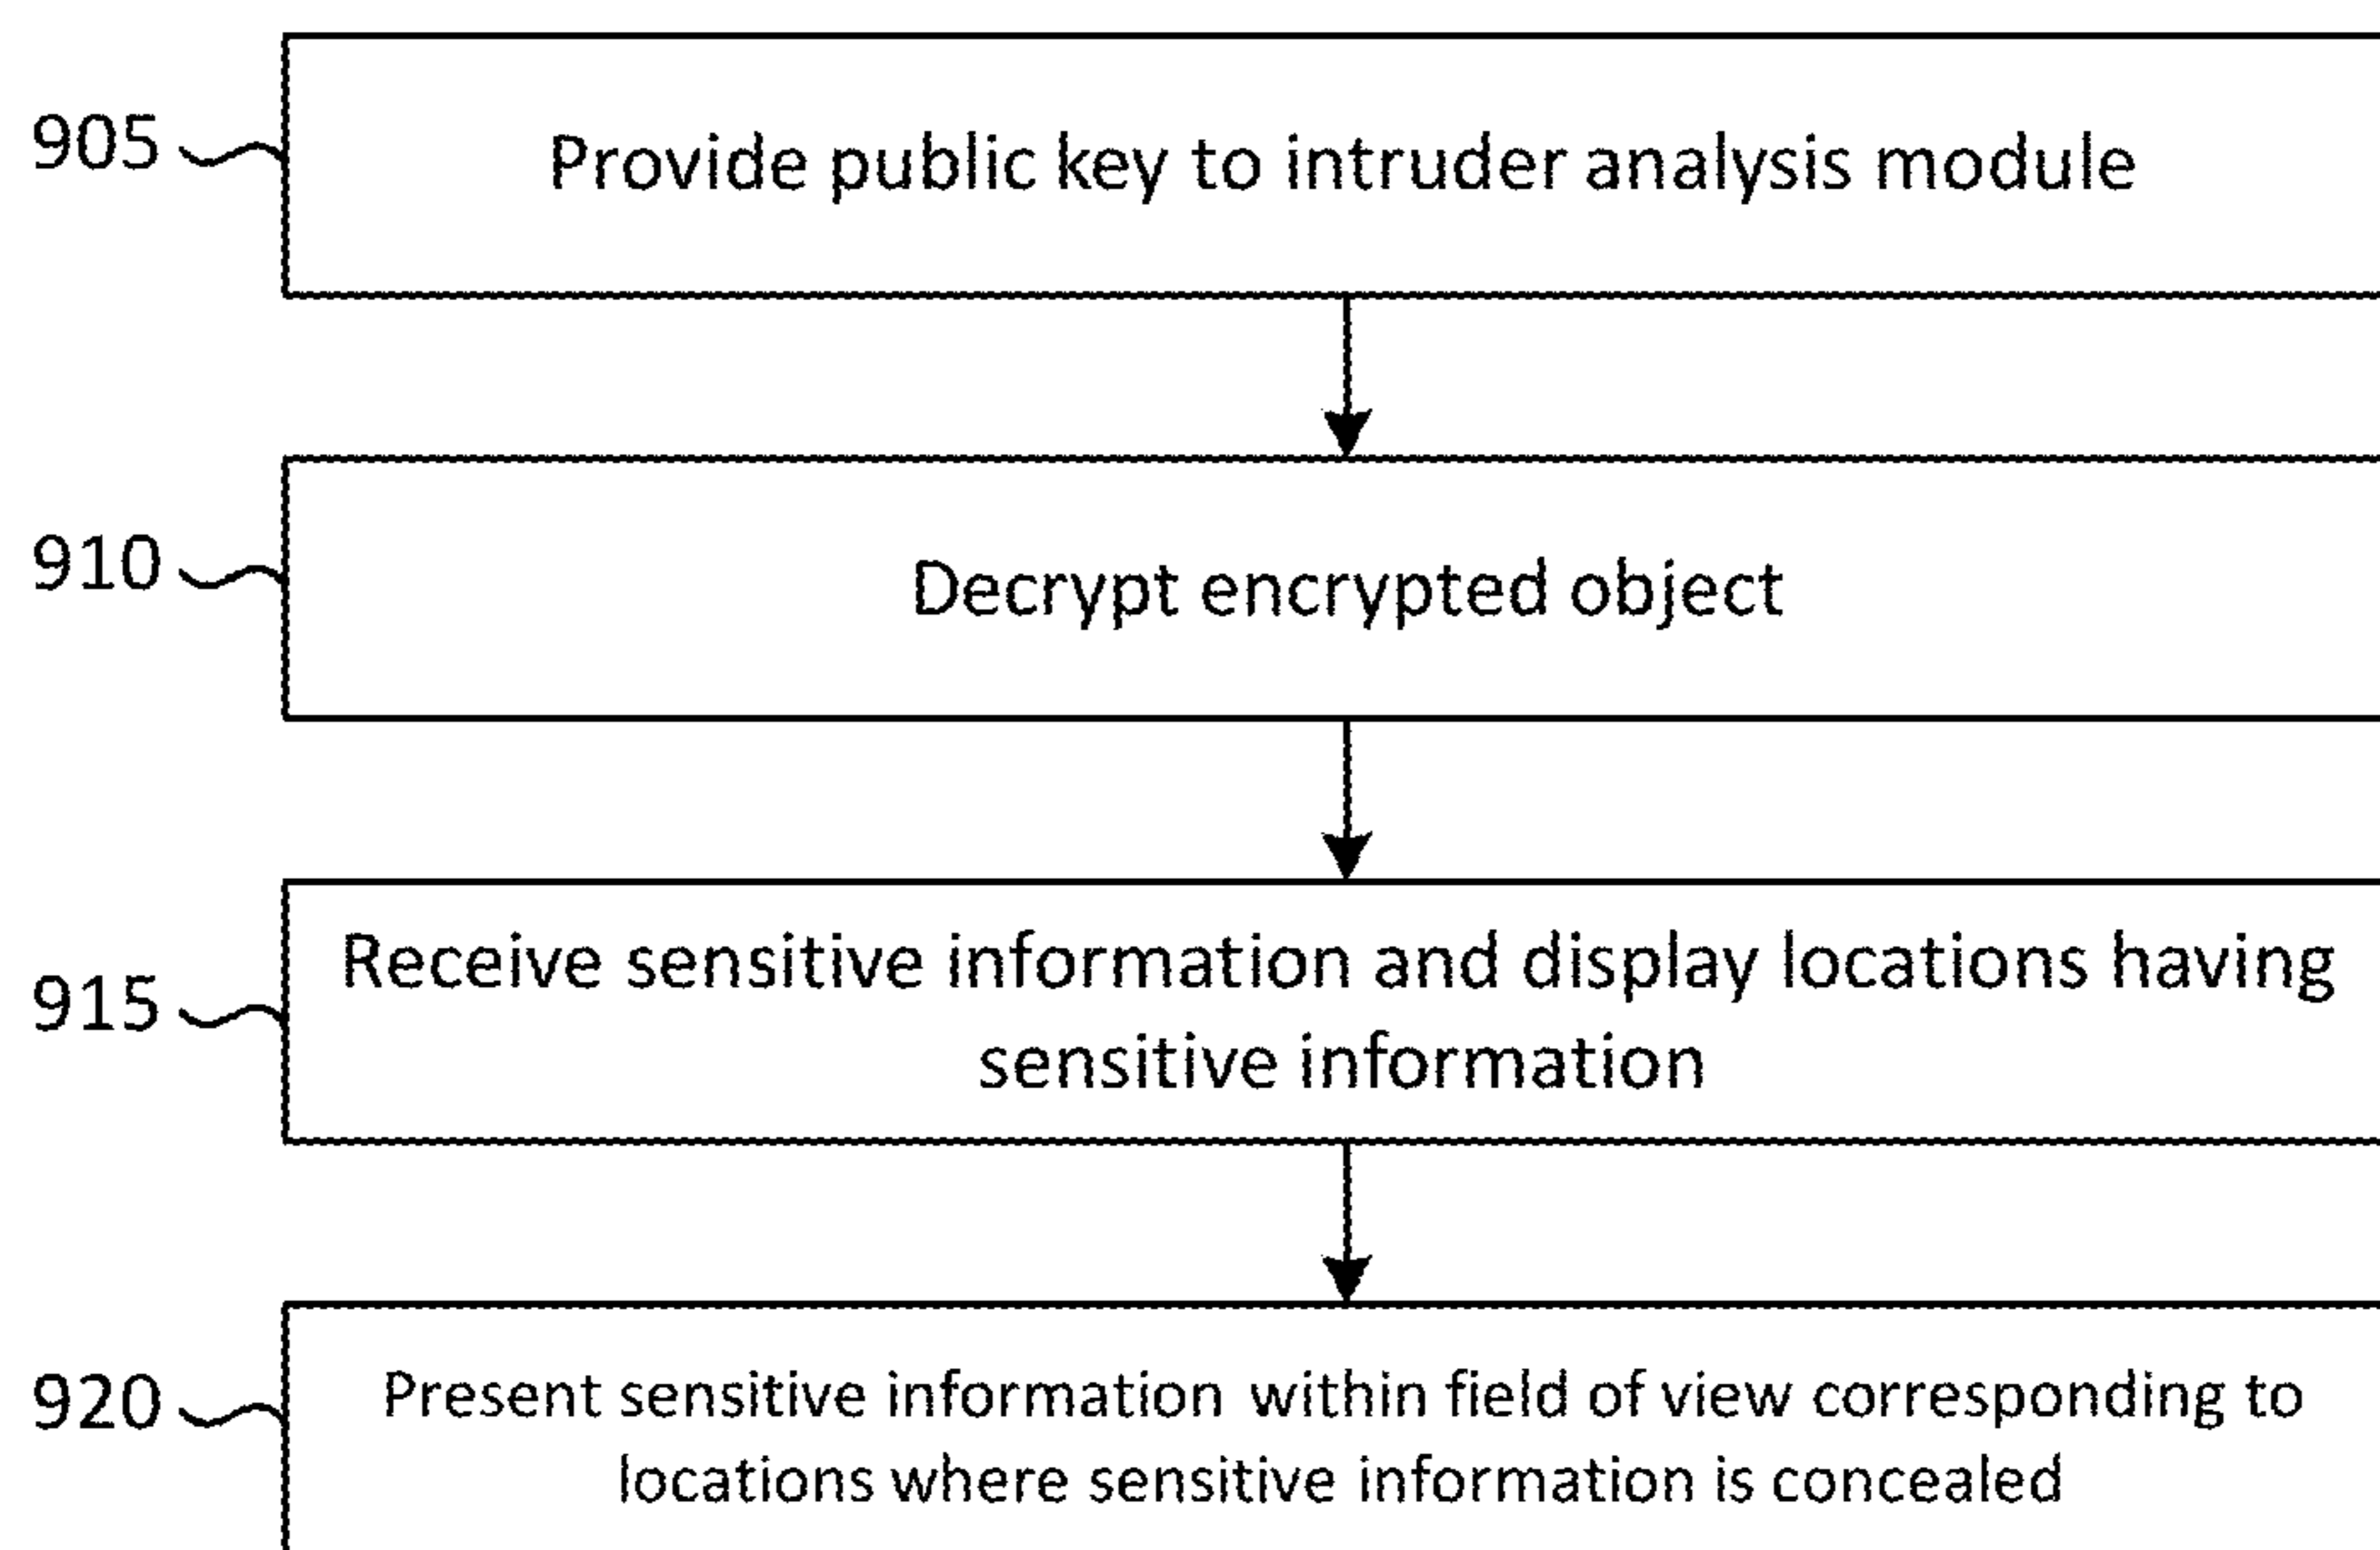 905
Provide public key to intruder analysis module
910
Decrypt encrypted object
915
Receive sensitive information and display locations having
sensitive information
920
Present sensitive information within field of view corresponding to
locations where sensitive information is concealed